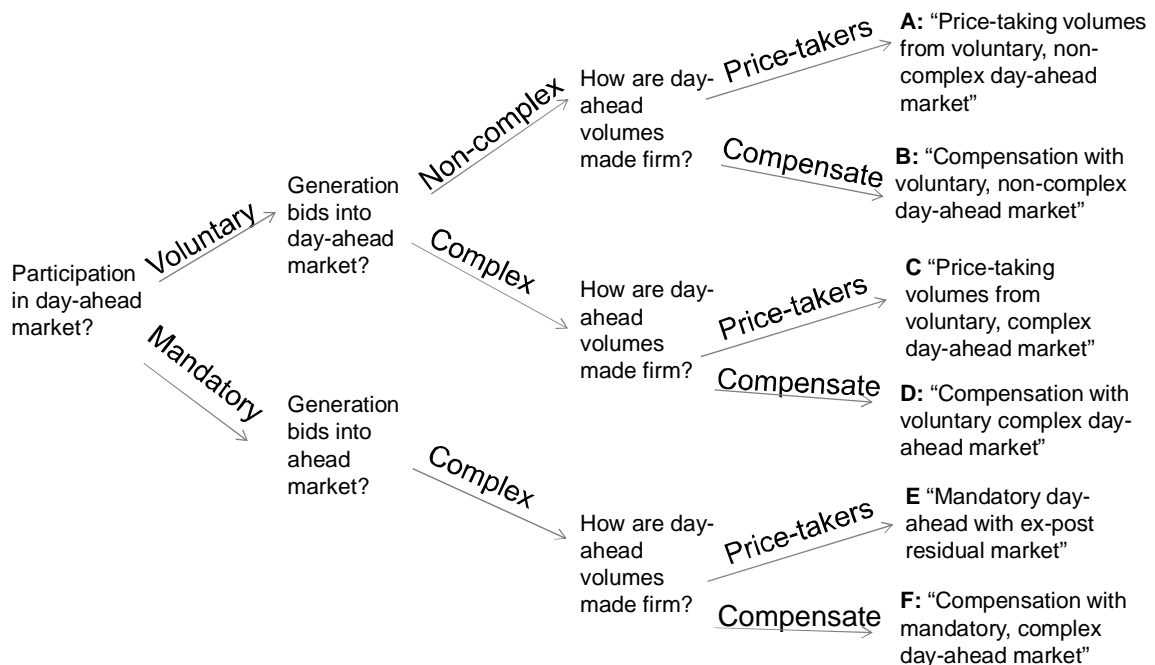 Participation
in day-ahead
market?
Voluntary
Mandatory
Generation
bids into
day-ahead
market?
Generation
bids into
ahead
market?
Non-complex
Complex
Complex
How are day-
ahead
volumes
made firm?
How are day-
ahead
volumes
made firm?
How are day-
ahead
volumes
made firm?
Price-takers
Compensate
Price-takers
Compensate
Price-takers
Compensate
A: “Price-taking volumes
from voluntary, non-
complex day-ahead
market”
B: “Compensation with
voluntary, non-complex
day-ahead market”
C “Price-taking
volumes from
voluntary, complex
day-ahead market”
D: “Compensation with
voluntary complex day-
ahead market”
E “Mandatory day-
ahead with ex-post
residual market”
F: “Compensation with
mandatory, complex
day-ahead market”